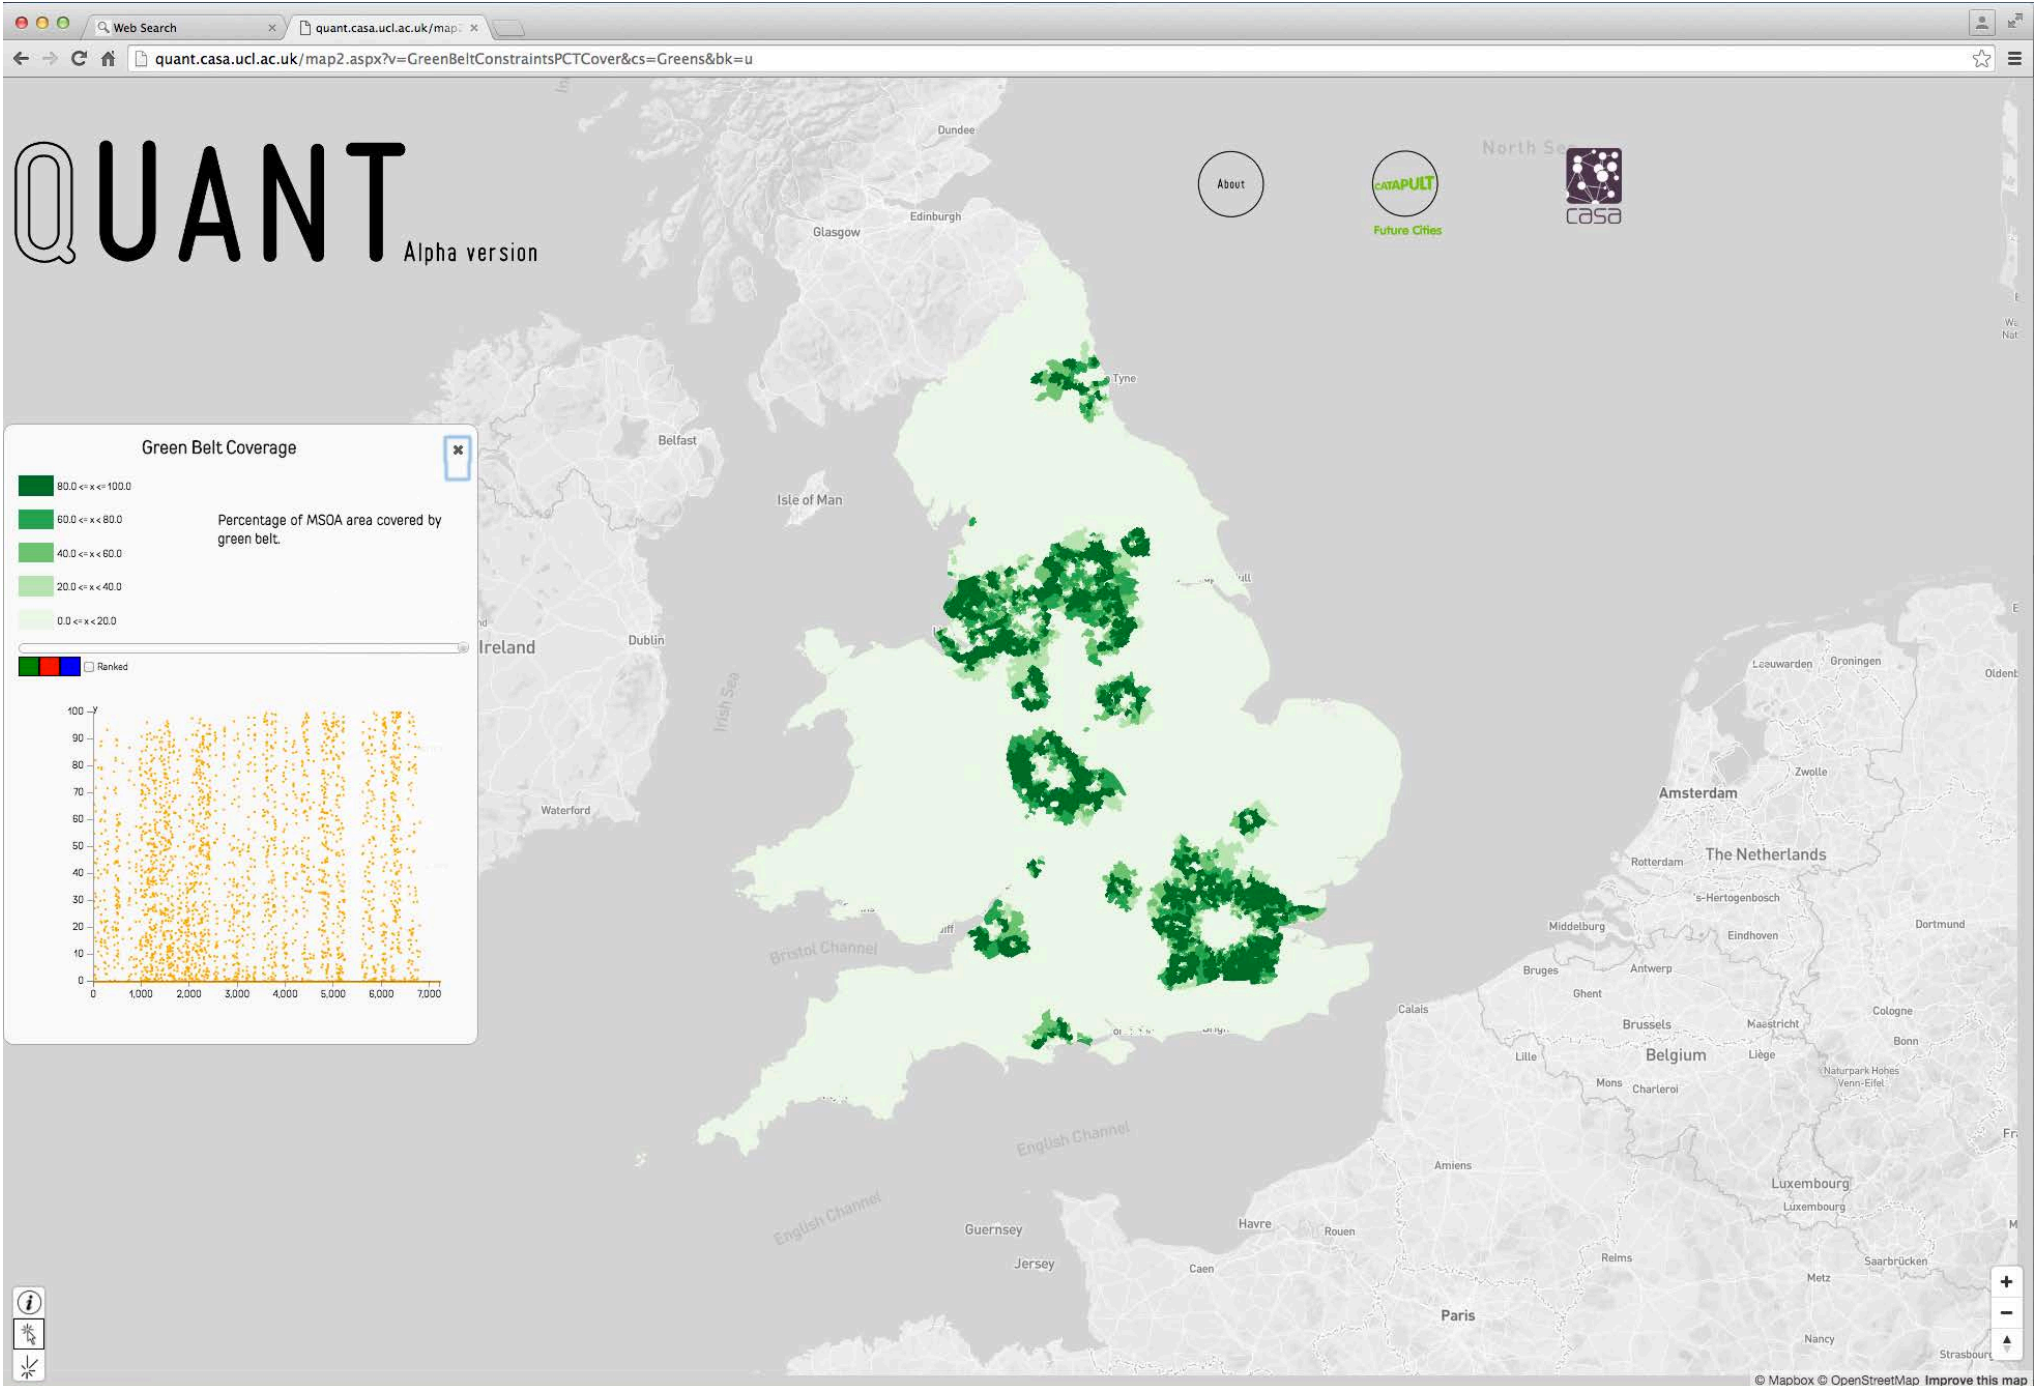 Web Search
quant.casa.ucl.ac.uk/map
quant.casa.ucl.ac.uk/map2.aspx?v=GreenBeltConstraintsPCTCover&cs=Greens&bk=u
QUANT
Alpha version
About
CATAPULT
Future Cities
casa
North Se
Dundee
Edinburgh
Glasgow
Tyne
Belfast
Isle of Man
Ireland
Dublin
Irish Sea
Waterford
Bristol Channel
English Channel
English Channel
Guernsey
Jersey
Green Belt Coverage
80.0 <= x <= 100.0
60.0 <= x < 80.0
40.0 <= x < 60.0
20.0 <= x < 40.0
0.0 <= x < 20.0
Percentage of MSOA area covered by
green belt.
Ranked
y
100
90
80
70
60
50
40
30
20
10
0
0 1,000 2,000 3,000 4,000 5,000 6,000 7,000
Leeuwarden
Groningen
Oldenb
Zwolle
Amsterdam
The Netherlands
Rotterdam
's-Hertogenbosch
Middelburg
Eindhoven
Dortmund
Bruges
Antwerp
Ghent
Calais
Brussels
Maastricht
Cologne
Bonn
Lille
Belgium
Liège
Naturpark Hohes
Venn-Eifel
Mons
Charleroi
Amiens
Luxembourg
Luxembourg
Havre
Rouen
Reims
Saarbrücken
Caen
Metz
Paris
Nancy
Strasbourg
© Mapbox © OpenStreetMap Improve this map